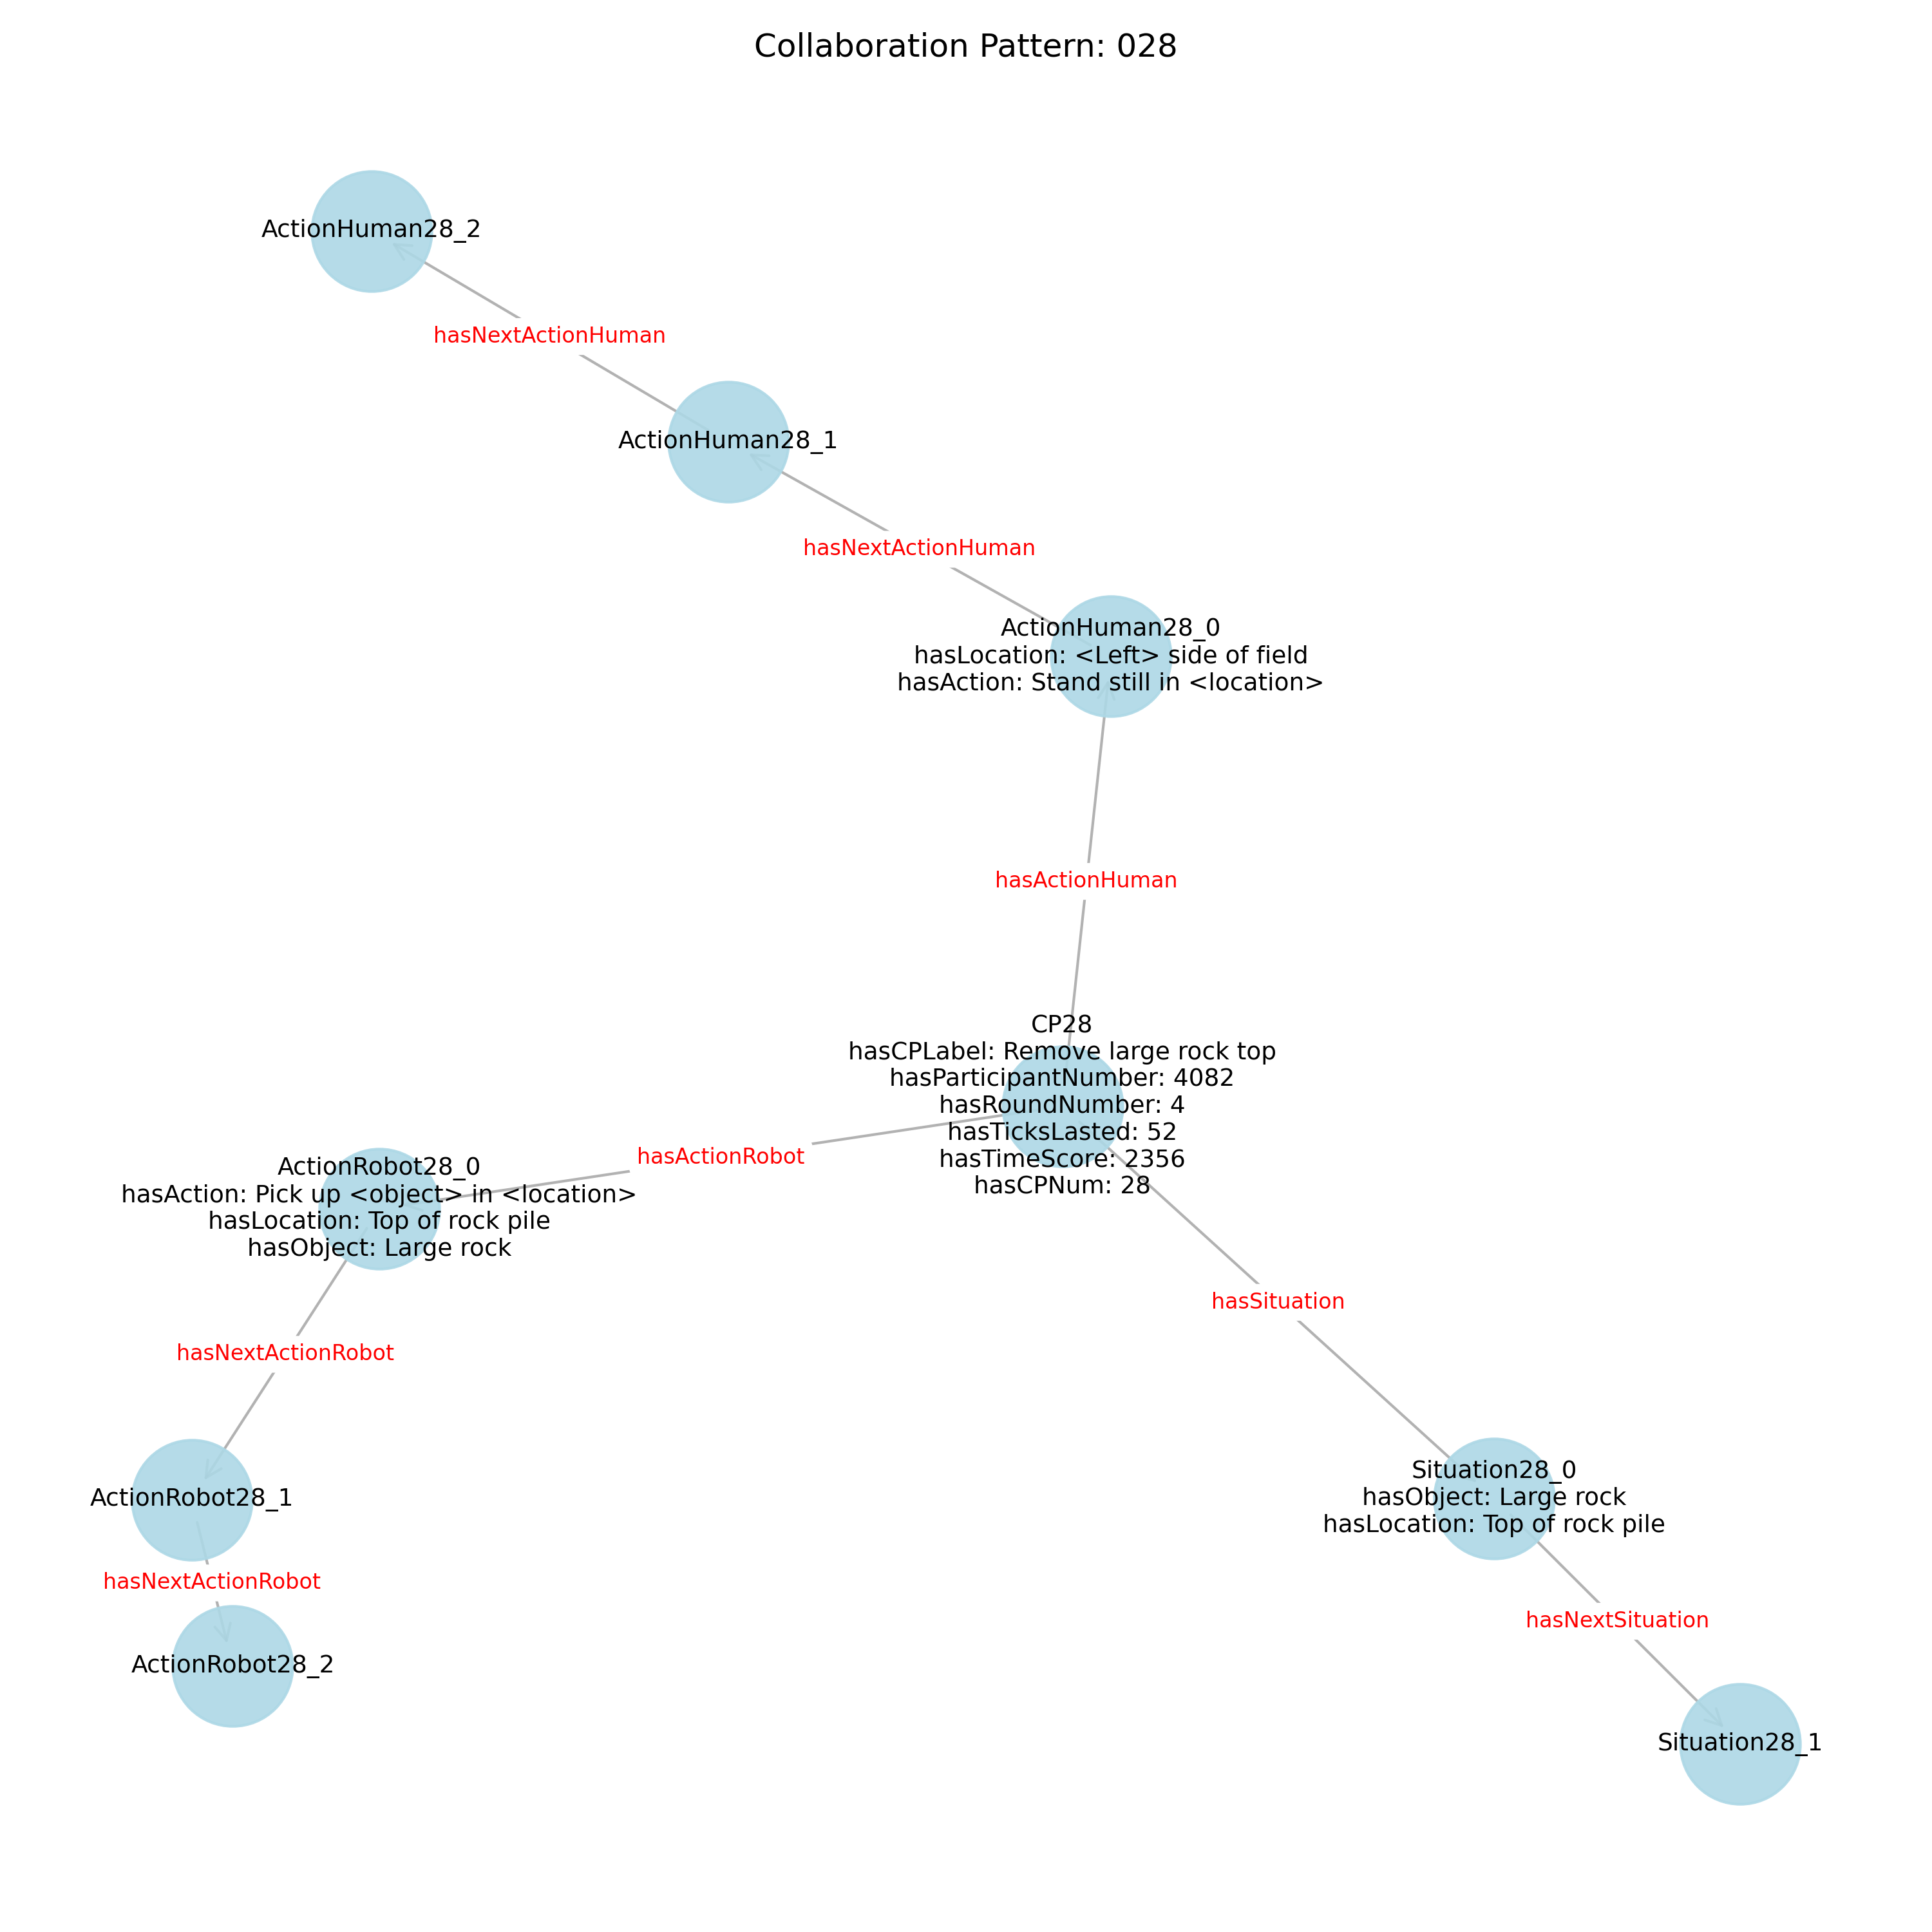 Collaboration Pattern: 028
ActionHuman28_2
hasNextActionHuman
ActionHuman28_1
hasNextActionHuman
ActionHuman28_0
hasLocation: <Left> side of field
hasAction: Stand still in <location>
hasActionHuman
CP28
hasCPLabel: Remove large rock top
hasParticipantNumber: 4082
hasRoundNumber: 4
hasTicksLasted: 52
hasTimeScore: 2356
hasCPNum: 28
hasActionRobot
ActionRobot28_0
hasAction: Pick up <object> in <location>
hasLocation: Top of rock pile
hasObject: Large rock
hasSituation
hasNextActionRobot
Situation28_0
hasObject: Large rock
hasLocation: Top of rock pile
ActionRobot28_1
hasNextActionRobot
hasNextSituation
ActionRobot28_2
Situation28_1